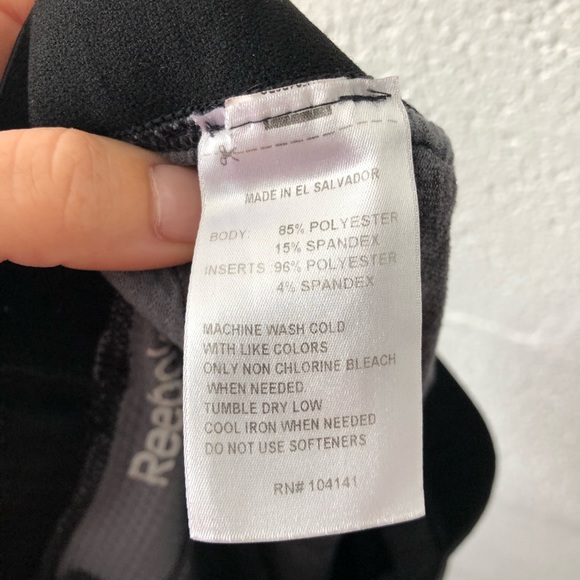 MADE IN EL SALVADOR
BODY: 85% POLYESTER
15% SPANDEX
INSERTS :96% POLYESTER
4% SPANDEX
MACHINE WASH COLD
WITH LIKE COLORS
ONLY NON CHLORINE BLEACH
WHEN NEEDED.
TUMBLE DRY LOW
COOL IRON WHEN NEEDED
DO NOT USE SOFTENERS
RN# 104141
Reebok